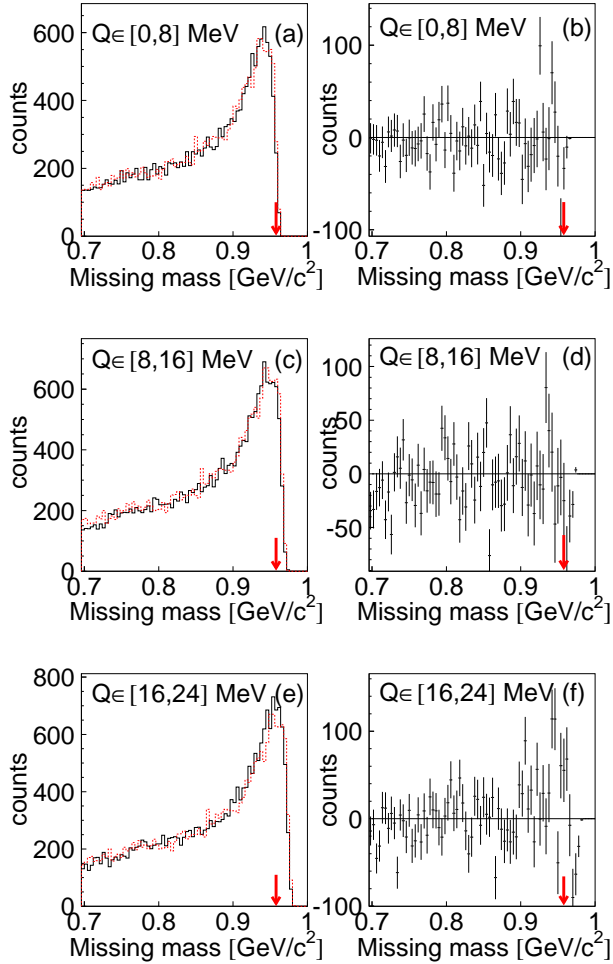 Q∈[0,8] MeV (a)
600
400
200
0
counts
0.7 0.8 0.9 1
Missing mass [GeV/c²]
Q∈[0,8] MeV (b)
100
0
-100
counts
0.7 0.8 0.9 1
Missing mass [GeV/c²]
Q∈[8,16] MeV (c)
600
400
200
0
counts
0.7 0.8 0.9 1
Missing mass [GeV/c²]
Q∈[8,16] MeV (d)
100
50
0
-50
counts
0.7 0.8 0.9 1
Missing mass [GeV/c²]
Q∈[16,24] MeV (e)
800
600
400
200
0
counts
0.7 0.8 0.9 1
Missing mass [GeV/c²]
Q∈[16,24] MeV (f)
100
0
-100
counts
0.7 0.8 0.9 1
Missing mass [GeV/c²]